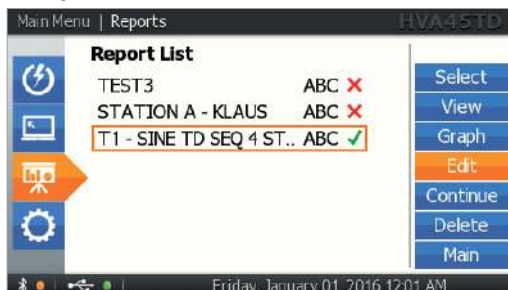 Main Menu | Reports HVA45TD
Report List
TEST3 ABC ✗
STATION A - KLAUS ABC ✗
T1 - SINE TD SEQ 4 ST.. ABC ✓
Select
View
Graph
Edit
Continue
Delete
Main
Friday, January 01, 2016 12:01 AM